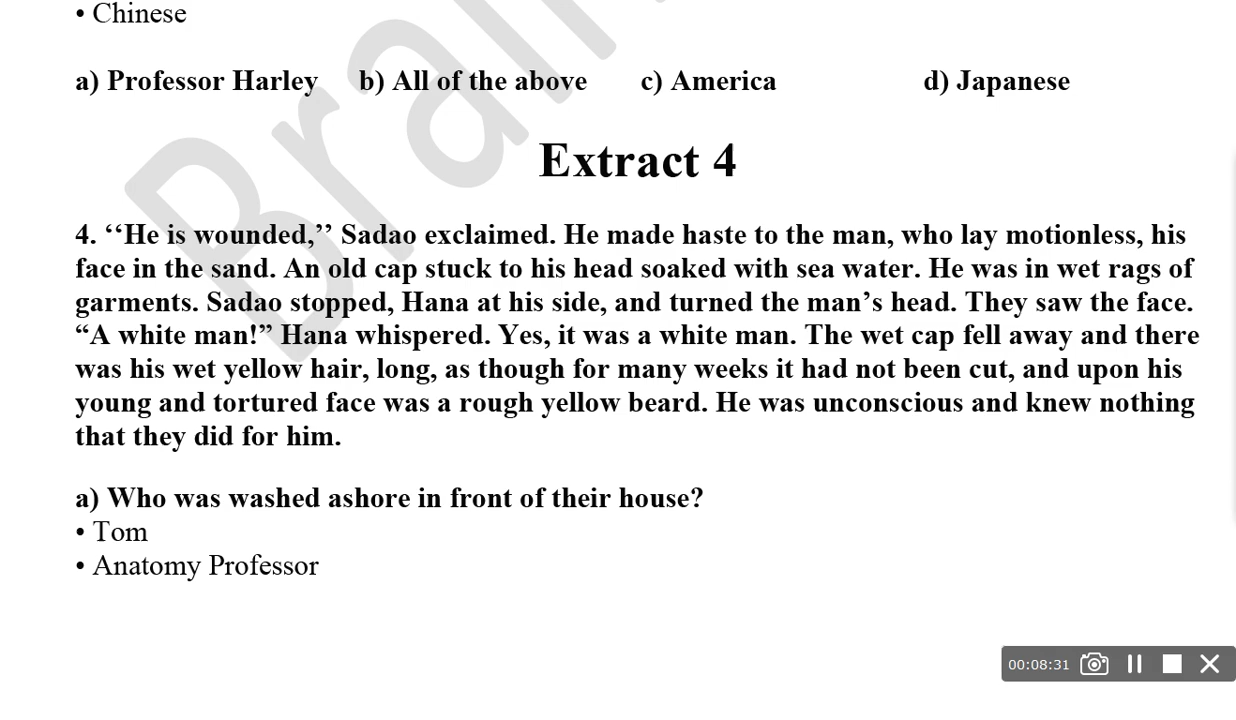 • Chinese
a) Professor Harley b) All of the above c) America d) Japanese
Brain
Extract 4
4. ‘‘He is wounded,’’ Sadao exclaimed. He made haste to the man, who lay motionless, his
face in the sand. An old cap stuck to his head soaked with sea water. He was in wet rags of
garments. Sadao stopped, Hana at his side, and turned the man’s head. They saw the face.
“A white man!” Hana whispered. Yes, it was a white man. The wet cap fell away and there
was his wet yellow hair, long, as though for many weeks it had not been cut, and upon his
young and tortured face was a rough yellow beard. He was unconscious and knew nothing
that they did for him.
a) Who was washed ashore in front of their house?
• Tom
• Anatomy Professor
00:08:31